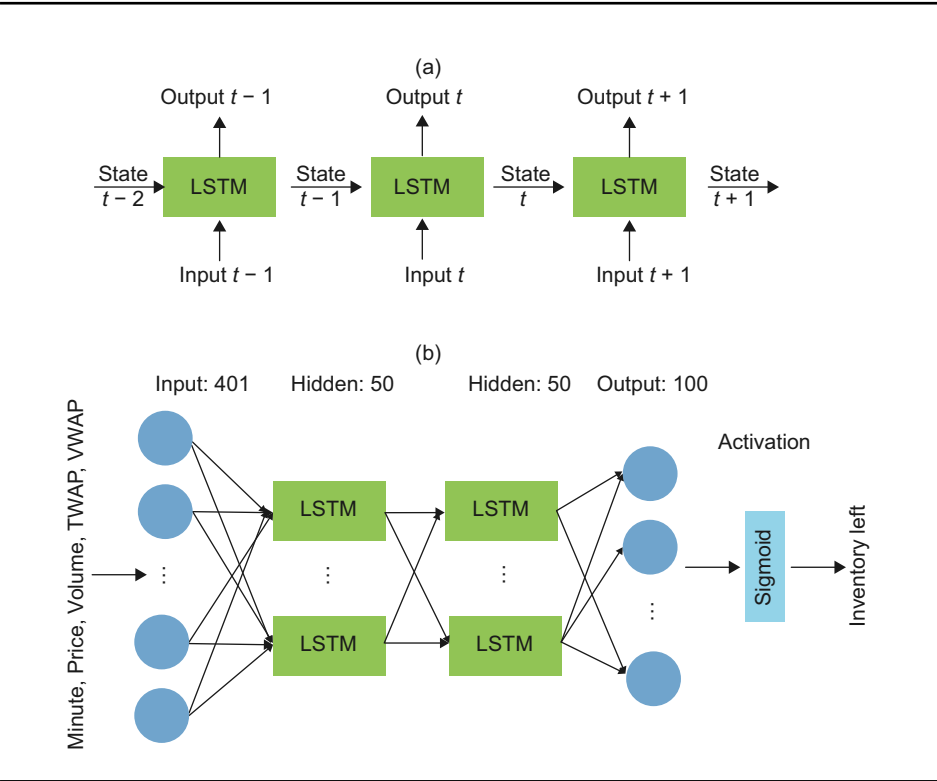 (a)
Output t − 1
Output t
Output t + 1
State
t − 2
LSTM
State
t − 1
LSTM
State
t
LSTM
State
t + 1
Input t − 1
Input t
Input t + 1
(b)
Input: 401
Hidden: 50
Hidden: 50
Output: 100
Minute, Price, Volume, TWAP, VWAP
⋮
LSTM
⋮
LSTM
LSTM
⋮
LSTM
⋮
Activation
Sigmoid
Inventory left